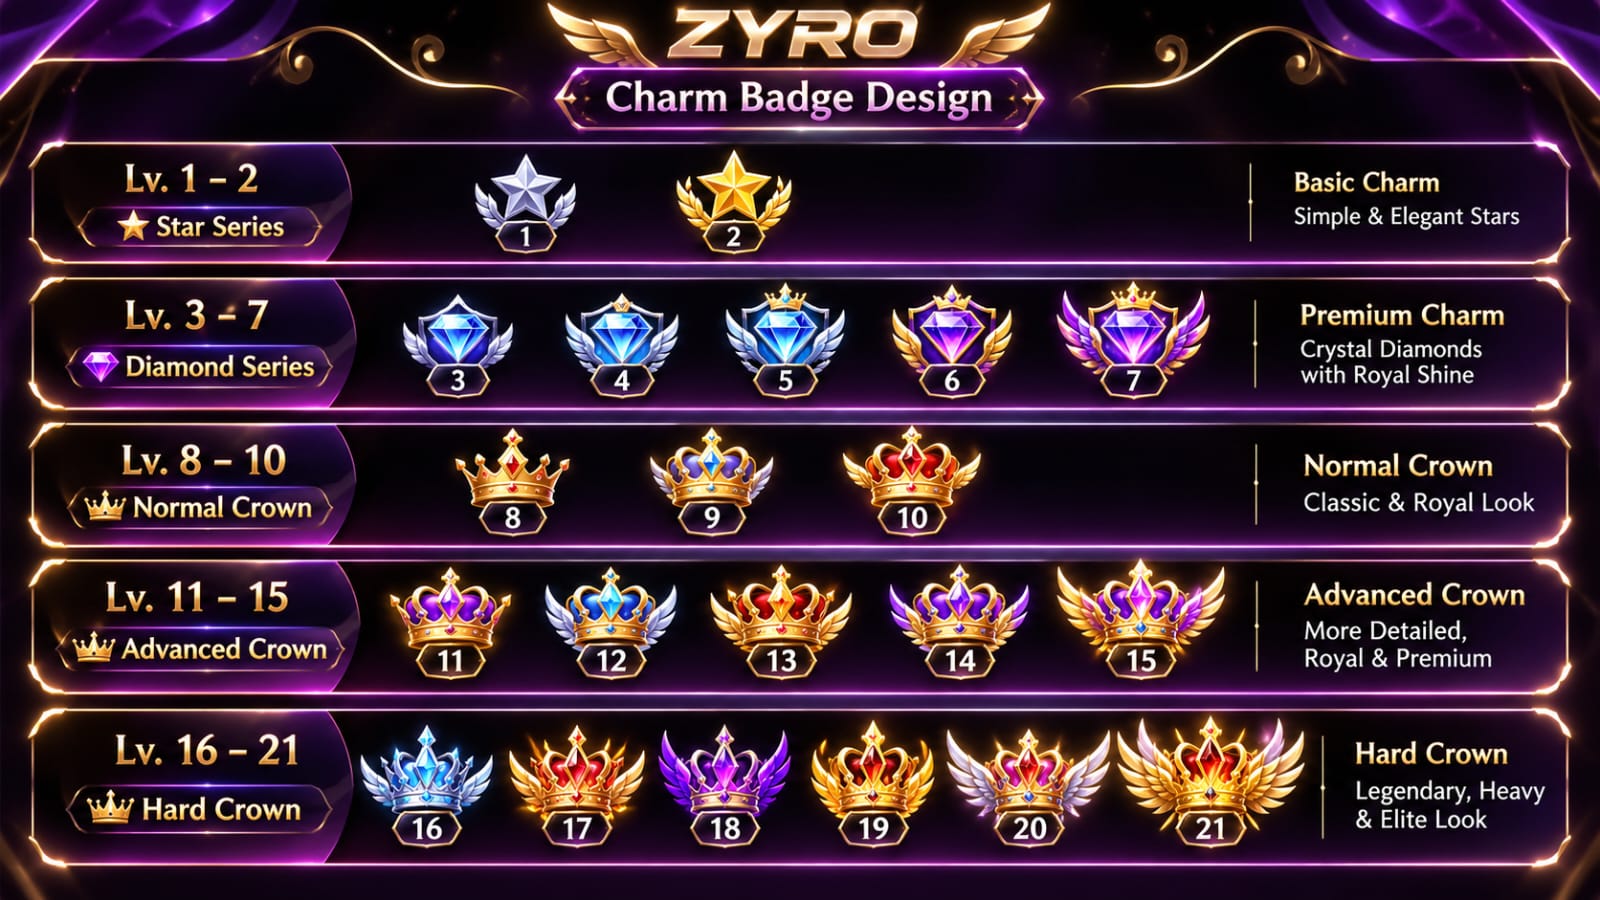 ZYRO
Charm Badge Design
Lv. 1 – 2
Star Series
1
2
Basic Charm
Simple & Elegant Stars
Lv. 3 – 7
Diamond Series
3
4
5
6
7
Premium Charm
Crystal Diamonds
with Royal Shine
Lv. 8 – 10
Normal Crown
8
9
10
Normal Crown
Classic & Royal Look
Lv. 11 – 15
Advanced Crown
11
12
13
14
15
Advanced Crown
More Detailed,
Royal & Premium
Lv. 16 – 21
Hard Crown
16
17
18
19
20
21
Hard Crown
Legendary, Heavy
& Elite Look